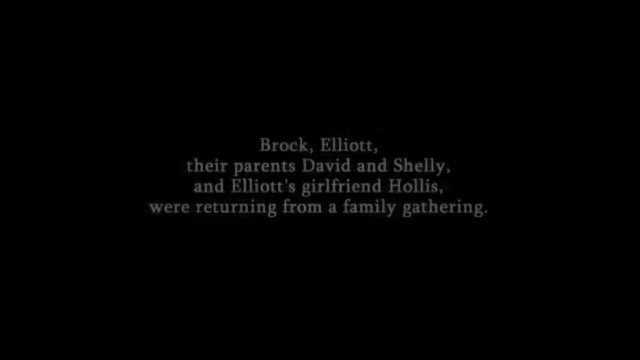 Brock, Elliott,
their parents David and Shelly,
and Elliott's girlfriend Hollis,
were returning from a family gathering.